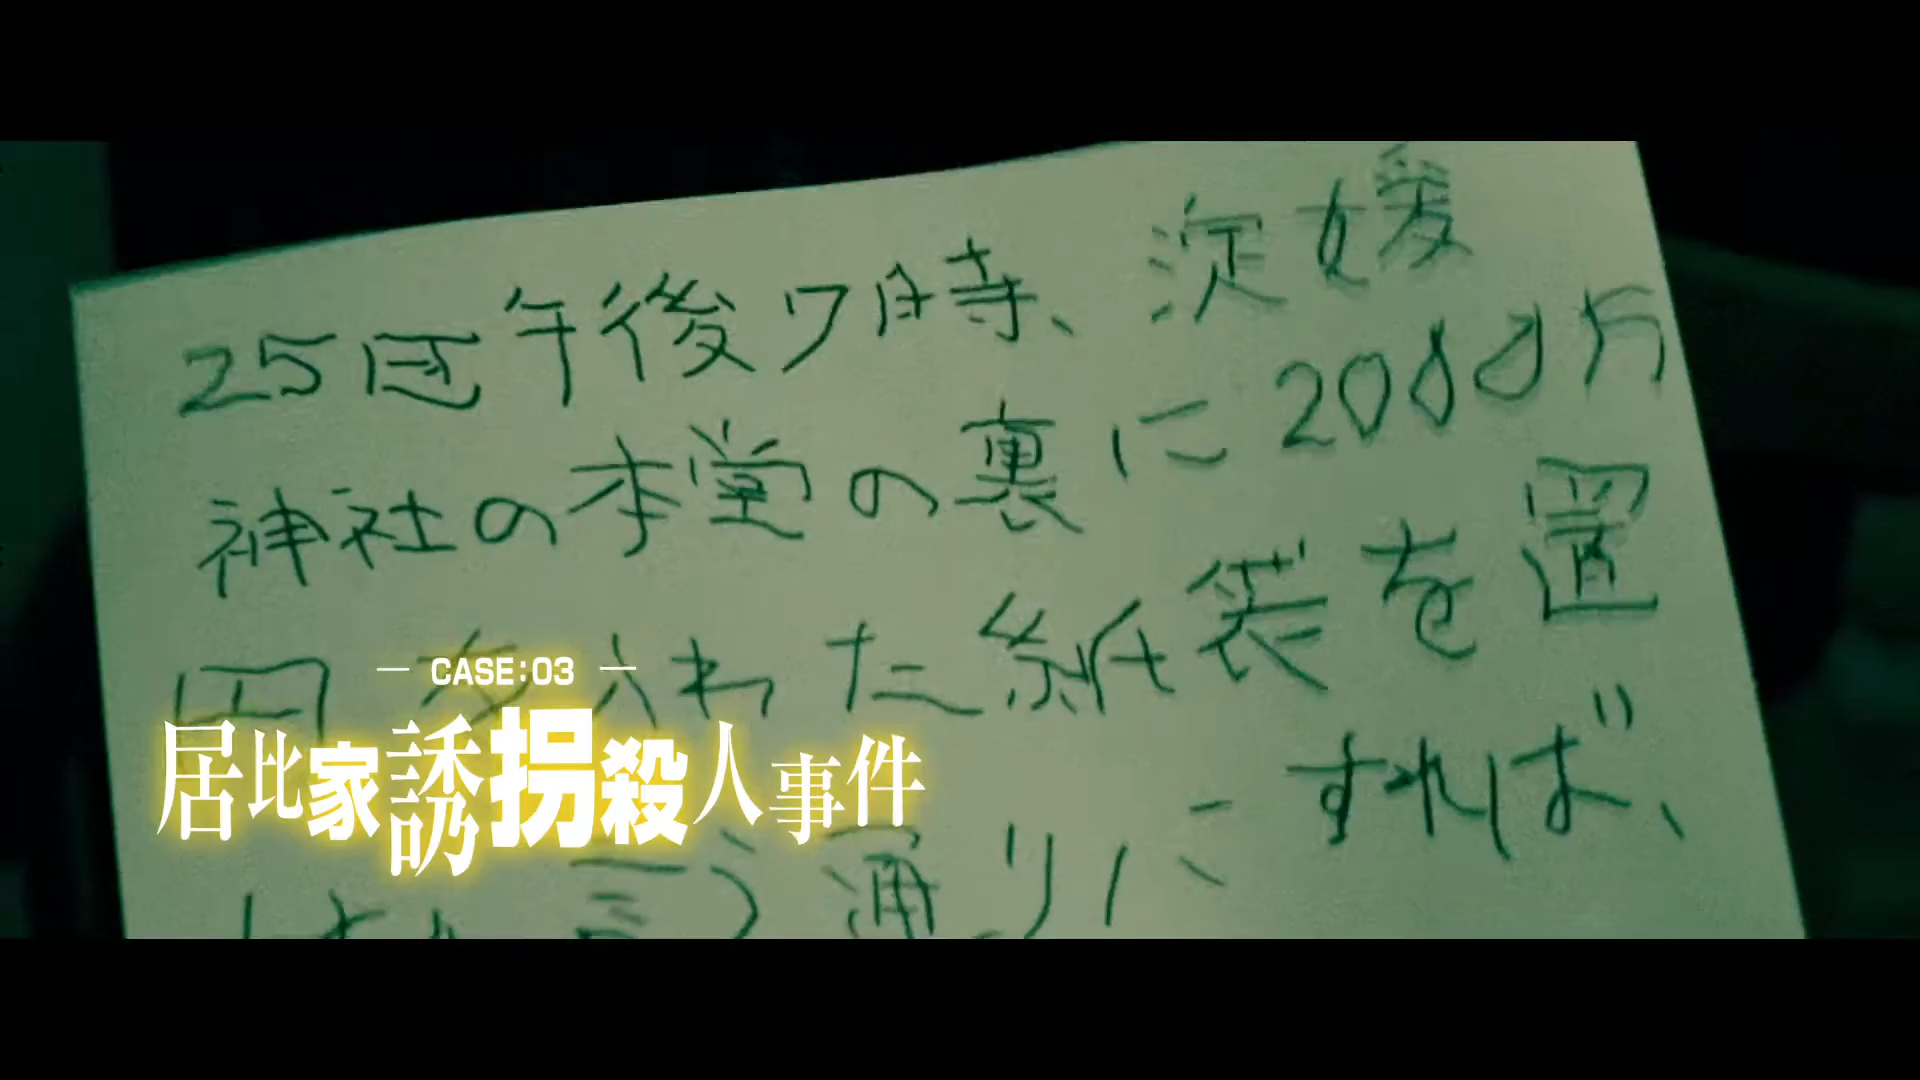 25日午後7時、淀媛
神社の本堂の裏に2000万
円を入れた紙袋を置
すれば、
言う通りに
CASE:03
居比家誘拐殺人事件